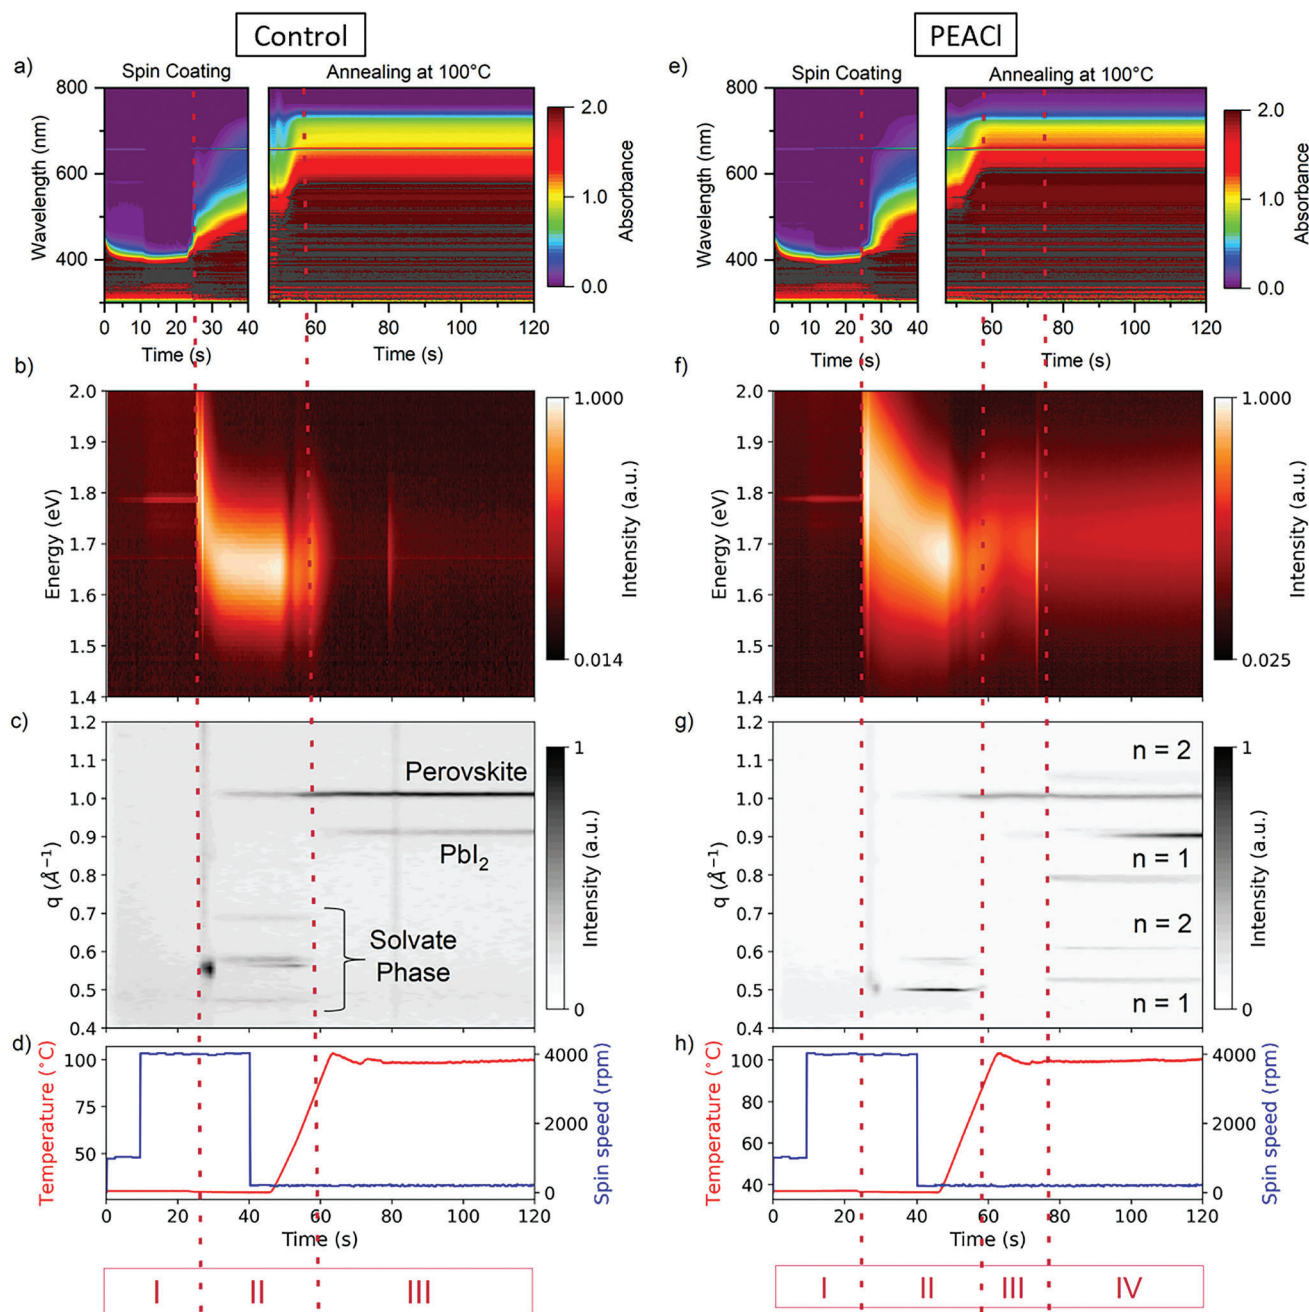 Control
PEACl
a)
Spin Coating
Annealing at 100°C
800
600
400
Wavelength (nm)
0
10
20
30
40
60
80
100
120
Time (s)
Time (s)
2.0
1.0
0.0
Absorbance
e)
Spin Coating
Annealing at 100°C
800
600
400
Wavelength (nm)
0
10
20
30
40
60
80
100
120
Time (s)
Time (s)
2.0
1.0
0.0
Absorbance
b)
2.0
1.9
1.8
1.7
1.6
1.5
1.4
Energy (eV)
1.000
0.014
Intensity (a.u.)
f)
2.0
1.9
1.8
1.7
1.6
1.5
1.4
Energy (eV)
1.000
0.025
Intensity (a.u.)
c)
1.2
1.1
1.0
0.9
0.8
0.7
0.6
0.5
0.4
q (Å⁻¹)
Perovskite
PbI₂
Solvate
Phase
1
0
Intensity (a.u.)
g)
1.2
1.1
1.0
0.9
0.8
0.7
0.6
0.5
0.4
q (Å⁻¹)
n = 2
n = 1
n = 2
n = 1
1
0
Intensity (a.u.)
d)
100
75
50
Temperature (°C)
4000
2000
0
Spin speed (rpm)
0
20
40
60
80
100
120
Time (s)
h)
100
80
60
40
Temperature (°C)
4000
2000
0
Spin speed (rpm)
0
20
40
60
80
100
120
Time (s)
I
II
III
I
II
III
IV